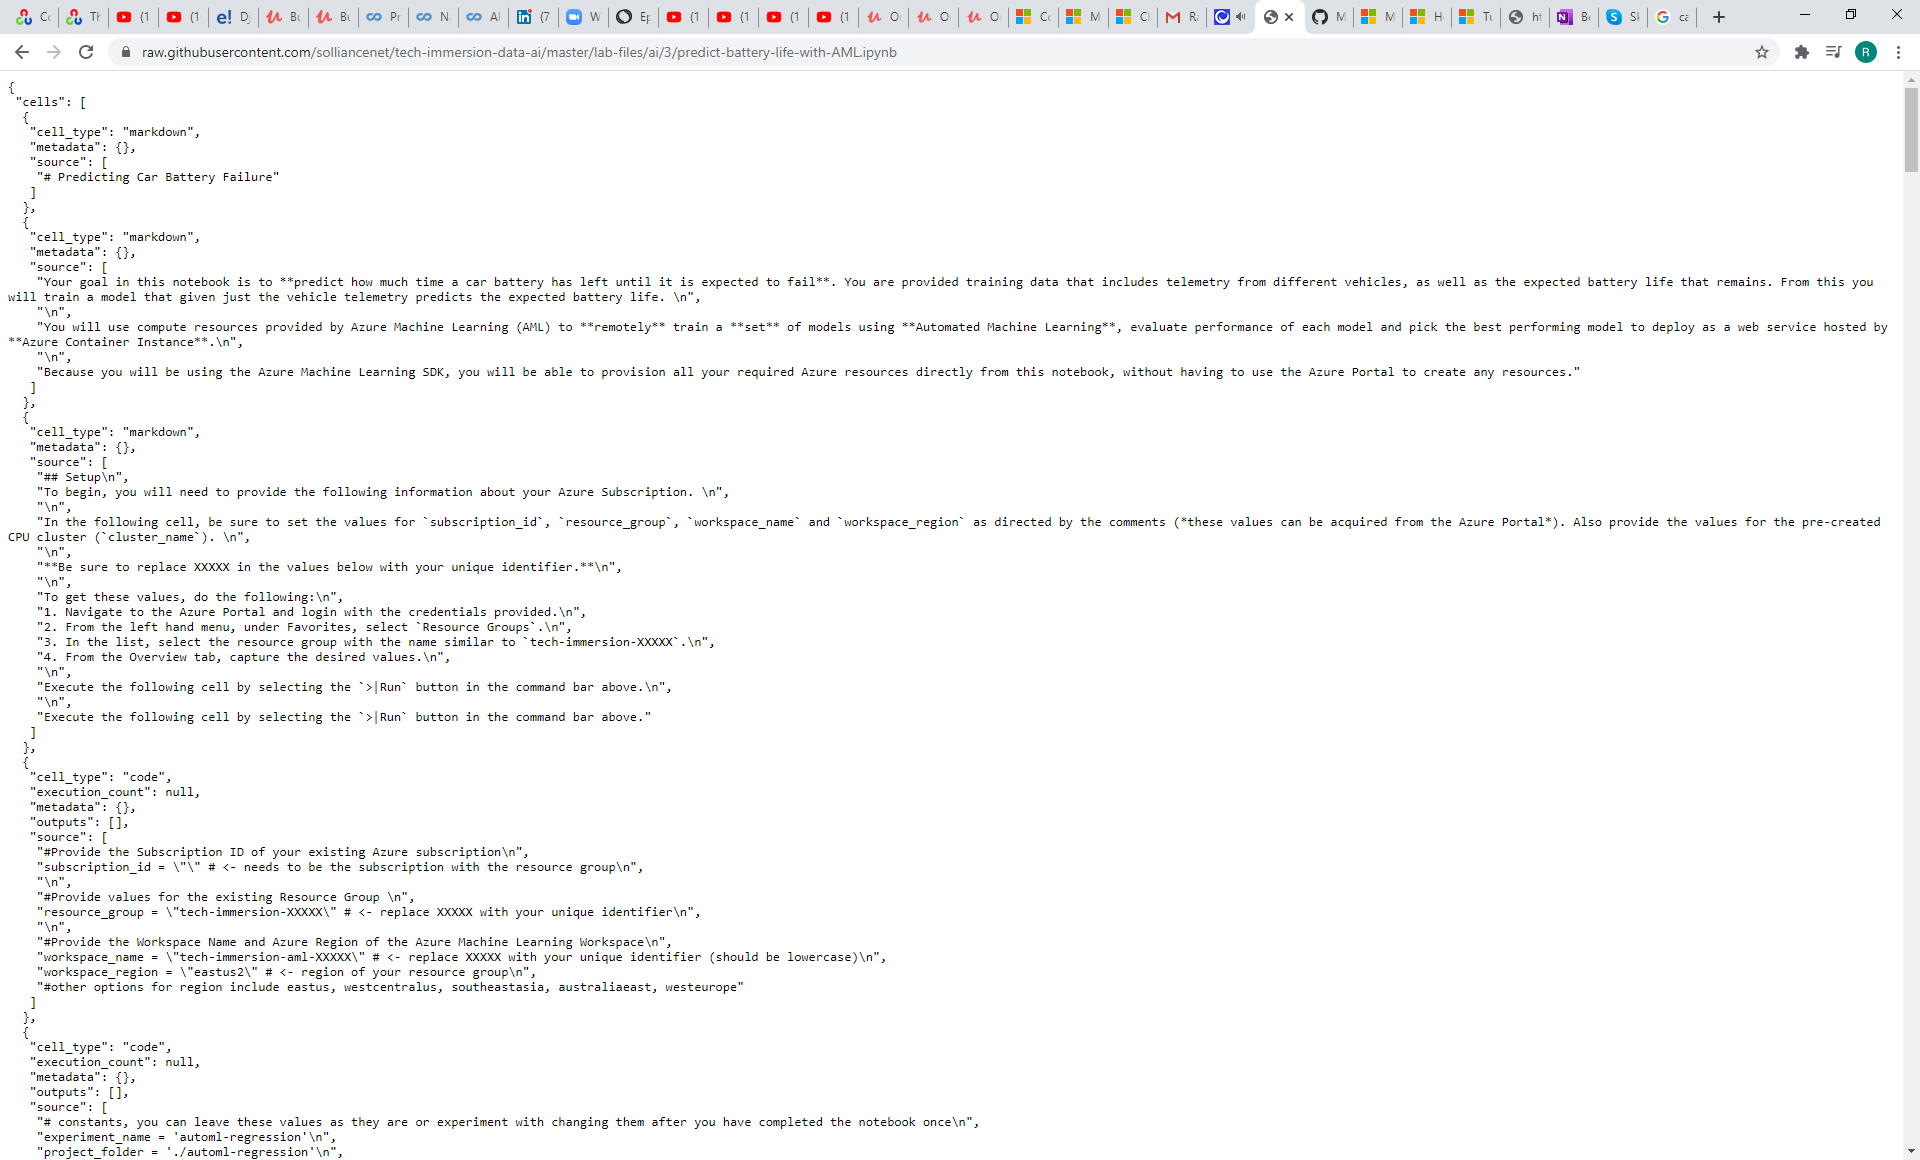 Cc
Th
(1
(1
Dj
Bu
Bu
Pr
N
Al
(7
W
Ep
(1
(1
(1
(1
O
O
O
Cc
M
Cl
Ra
M
M
H
Tu
ht
Bc
Sk
ca
raw.githubusercontent.com/solliancenet/tech-immersion-data-ai/master/lab-files/ai/3/predict-battery-life-with-AML.ipynb
R
{
"cells": [
{
"cell_type": "markdown",
"metadata": {},
"source": [
"# Predicting Car Battery Failure"
]
},
{
"cell_type": "markdown",
"metadata": {},
"source": [
"Your goal in this notebook is to **predict how much time a car battery has left until it is expected to fail**. You are provided training data that includes telemetry from different vehicles, as well as the expected battery life that remains. From this you
will train a model that given just the vehicle telemetry predicts the expected battery life. \n",
"\n",
"You will use compute resources provided by Azure Machine Learning (AML) to **remotely** train a **set** of models using **Automated Machine Learning**, evaluate performance of each model and pick the best performing model to deploy as a web service hosted by
**Azure Container Instance**.\n",
"\n",
"Because you will be using the Azure Machine Learning SDK, you will be able to provision all your required Azure resources directly from this notebook, without having to use the Azure Portal to create any resources."
]
},
{
"cell_type": "markdown",
"metadata": {},
"source": [
"## Setup\n",
"To begin, you will need to provide the following information about your Azure Subscription. \n",
"\n",
"In the following cell, be sure to set the values for `subscription_id`, `resource_group`, `workspace_name` and `workspace_region` as directed by the comments (*these values can be acquired from the Azure Portal*). Also provide the values for the pre-created
CPU cluster (`cluster_name`). \n",
"\n",
"**Be sure to replace XXXXX in the values below with your unique identifier.**\n",
"\n",
"To get these values, do the following:\n",
"1. Navigate to the Azure Portal and login with the credentials provided.\n",
"2. From the left hand menu, under Favorites, select `Resource Groups`.\n",
"3. In the list, select the resource group with the name similar to `tech-immersion-XXXXX`.\n",
"4. From the Overview tab, capture the desired values.\n",
"\n",
"Execute the following cell by selecting the `>|Run` button in the command bar above.\n",
"\n",
"Execute the following cell by selecting the `>|Run` button in the command bar above."
]
},
{
"cell_type": "code",
"execution_count": null,
"metadata": {},
"outputs": [],
"source": [
"#Provide the Subscription ID of your existing Azure subscription\n",
"subscription_id = \"\" # <- needs to be the subscription with the resource group\n",
"\n",
"#Provide values for the existing Resource Group \n",
"resource_group = \"tech-immersion-XXXXX\" # <- replace XXXXX with your unique identifier\n",
"\n",
"#Provide the Workspace Name and Azure Region of the Azure Machine Learning Workspace\n",
"workspace_name = \"tech-immersion-aml-XXXXX\" # <- replace XXXXX with your unique identifier (should be lowercase)\n",
"workspace_region = \"eastus2\" # <- region of your resource group\n",
"#other options for region include eastus, westcentralus, southeastasia, australiaeast, westeurope"
]
},
{
"cell_type": "code",
"execution_count": null,
"metadata": {},
"outputs": [],
"source": [
"# constants, you can leave these values as they are or experiment with changing them after you have completed the notebook once\n",
"experiment_name = 'automl-regression'\n",
"project_folder = './automl-regression'\n",